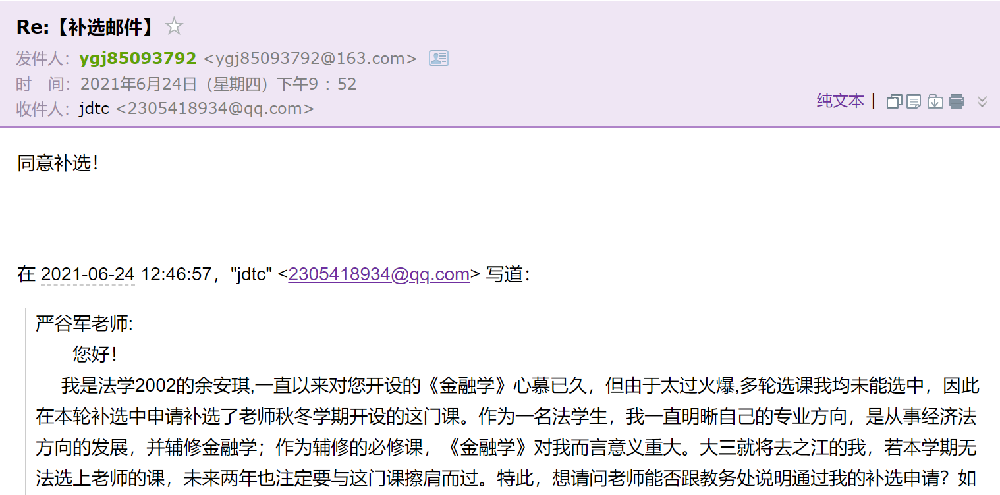 Re:【补选邮件】
发件人：ygj85093792 <ygj85093792@163.com>
时 间：2021年6月24日（星期四）下午9：52
收件人：jdtc <2305418934@qq.com>
纯文本 |
同意补选！
在 2021-06-24 12:46:57，"jdtc" <2305418934@qq.com> 写道：
严谷军老师:
您好！
我是法学2002的余安琪,一直以来对您开设的《金融学》心慕已久，但由于太过火爆,多轮选课我均未能选中，因此
在本轮补选中申请补选了老师秋冬学期开设的这门课。作为一名法学生，我一直明晰自己的专业方向，是从事经济法
方向的发展，并辅修金融学；作为辅修的必修课，《金融学》对我而言意义重大。大三就将去之江的我，若本学期无
法选上老师的课，未来两年也注定要与这门课擦肩而过。特此，想请问老师能否跟教务处说明通过我的补选申请？如